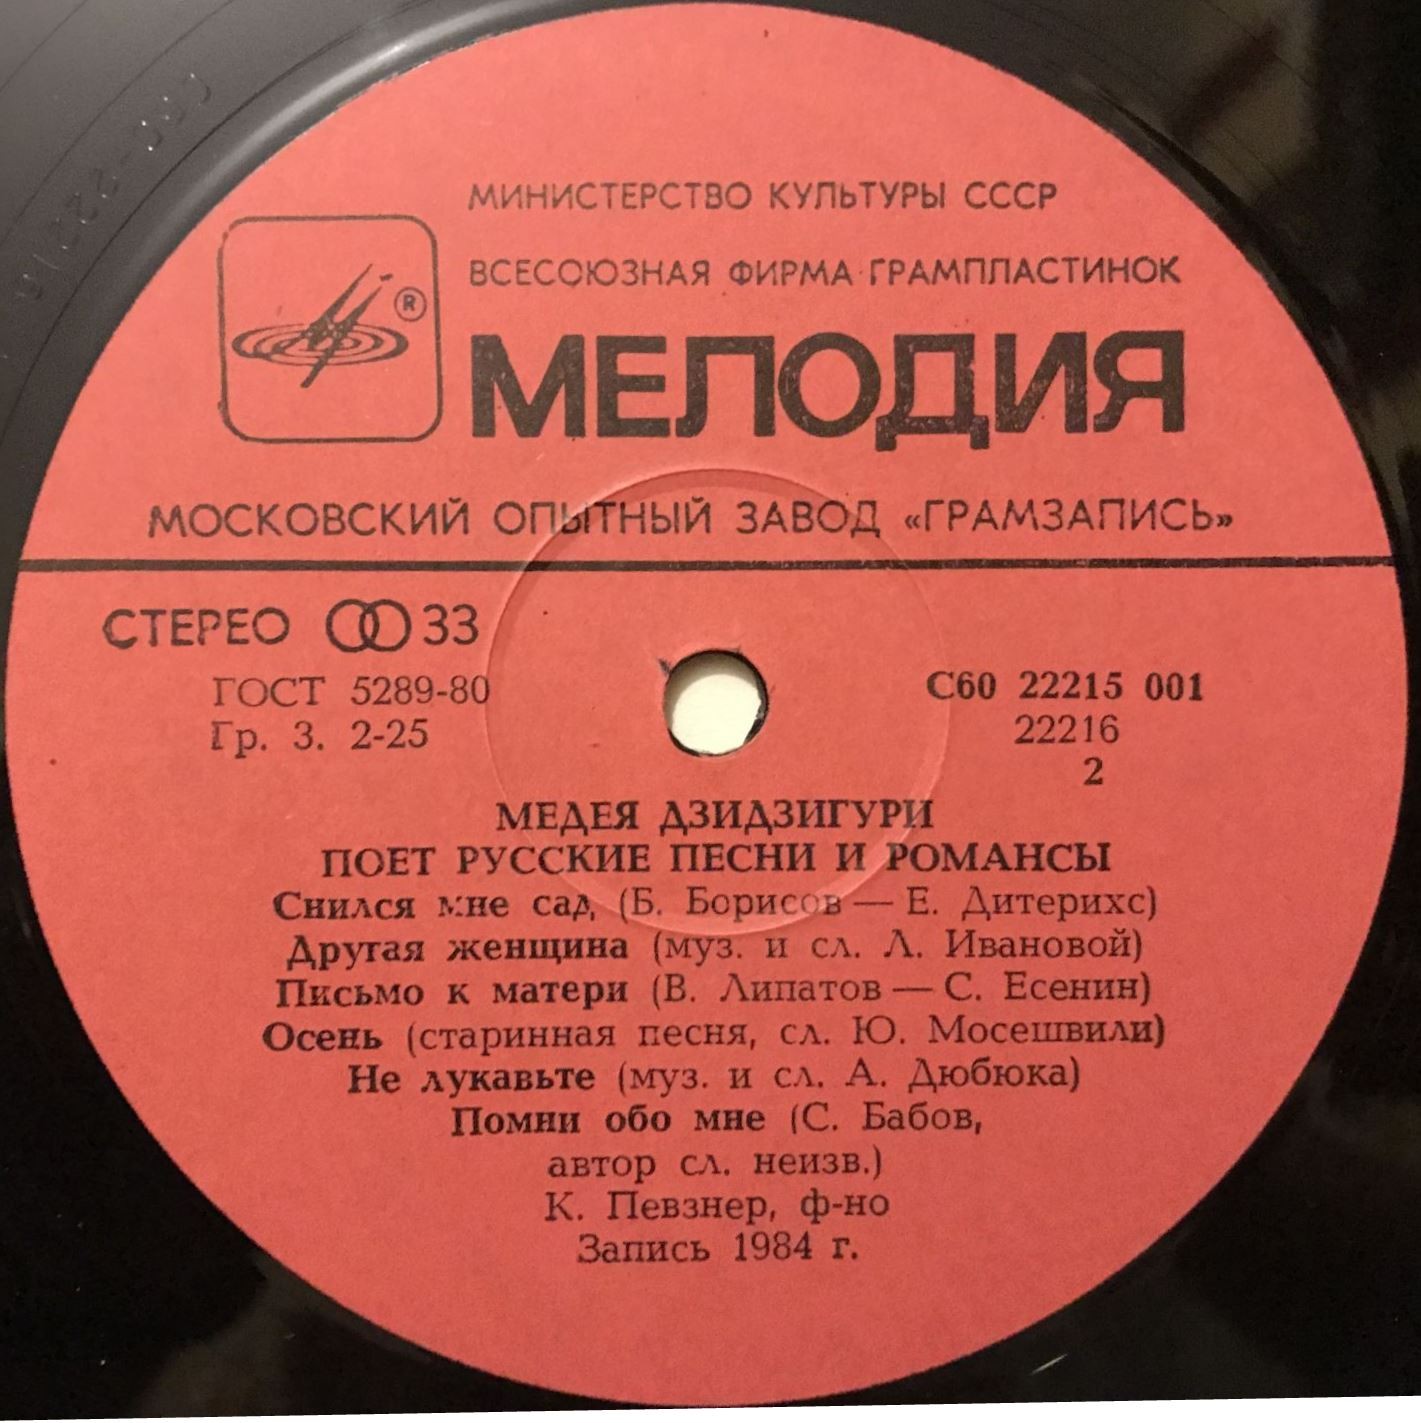 МИНИСТЕРСТВО КУЛЬТУРЫ СССР
ВСЕСОЮЗНАЯ ФИРМА ГРАМПЛАСТИНОК
®
МЕЛОДИЯ
МОСКОВСКИЙ ОПЫТНЫЙ ЗАВОД «ГРАМЗАПИСЬ»
СТЕРЕО 33
ГОСТ 5289-80
Гр. 3. 2-25
С60 22215 001
22216
2
МЕДЕЯ ДЗИДЗИГУРИ
ПОЕТ РУССКИЕ ПЕСНИ И РОМАНСЫ
Снился мне сад (Б. Борисов — Е. Дитерихс)
Другая женщина (муз. и сл. Л. Ивановой)
Письмо к матери (В. Липатов — С. Есенин)
Осень (старинная песня, сл. Ю. Мосешвили)
Не лукавьте (муз. и сл. А. Дюбюка)
Помни обо мне (С. Бабов,
автор сл. неизв.)
К. Певзнер, ф-но
Запись 1984 г.